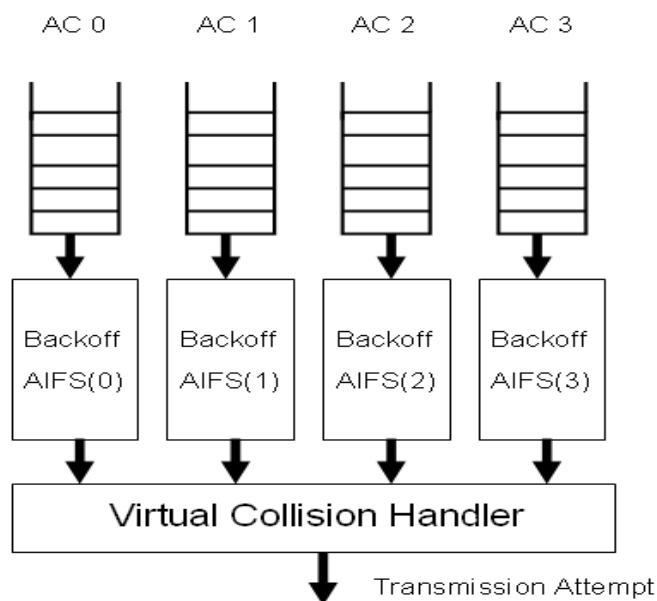 AC 0 AC 1 AC 2 AC 3
Backoff Backoff Backoff Backoff
AIFS(0) AIFS(1) AIFS(2) AIFS(3)
Virtual Collision Handler
Transmission Attempt